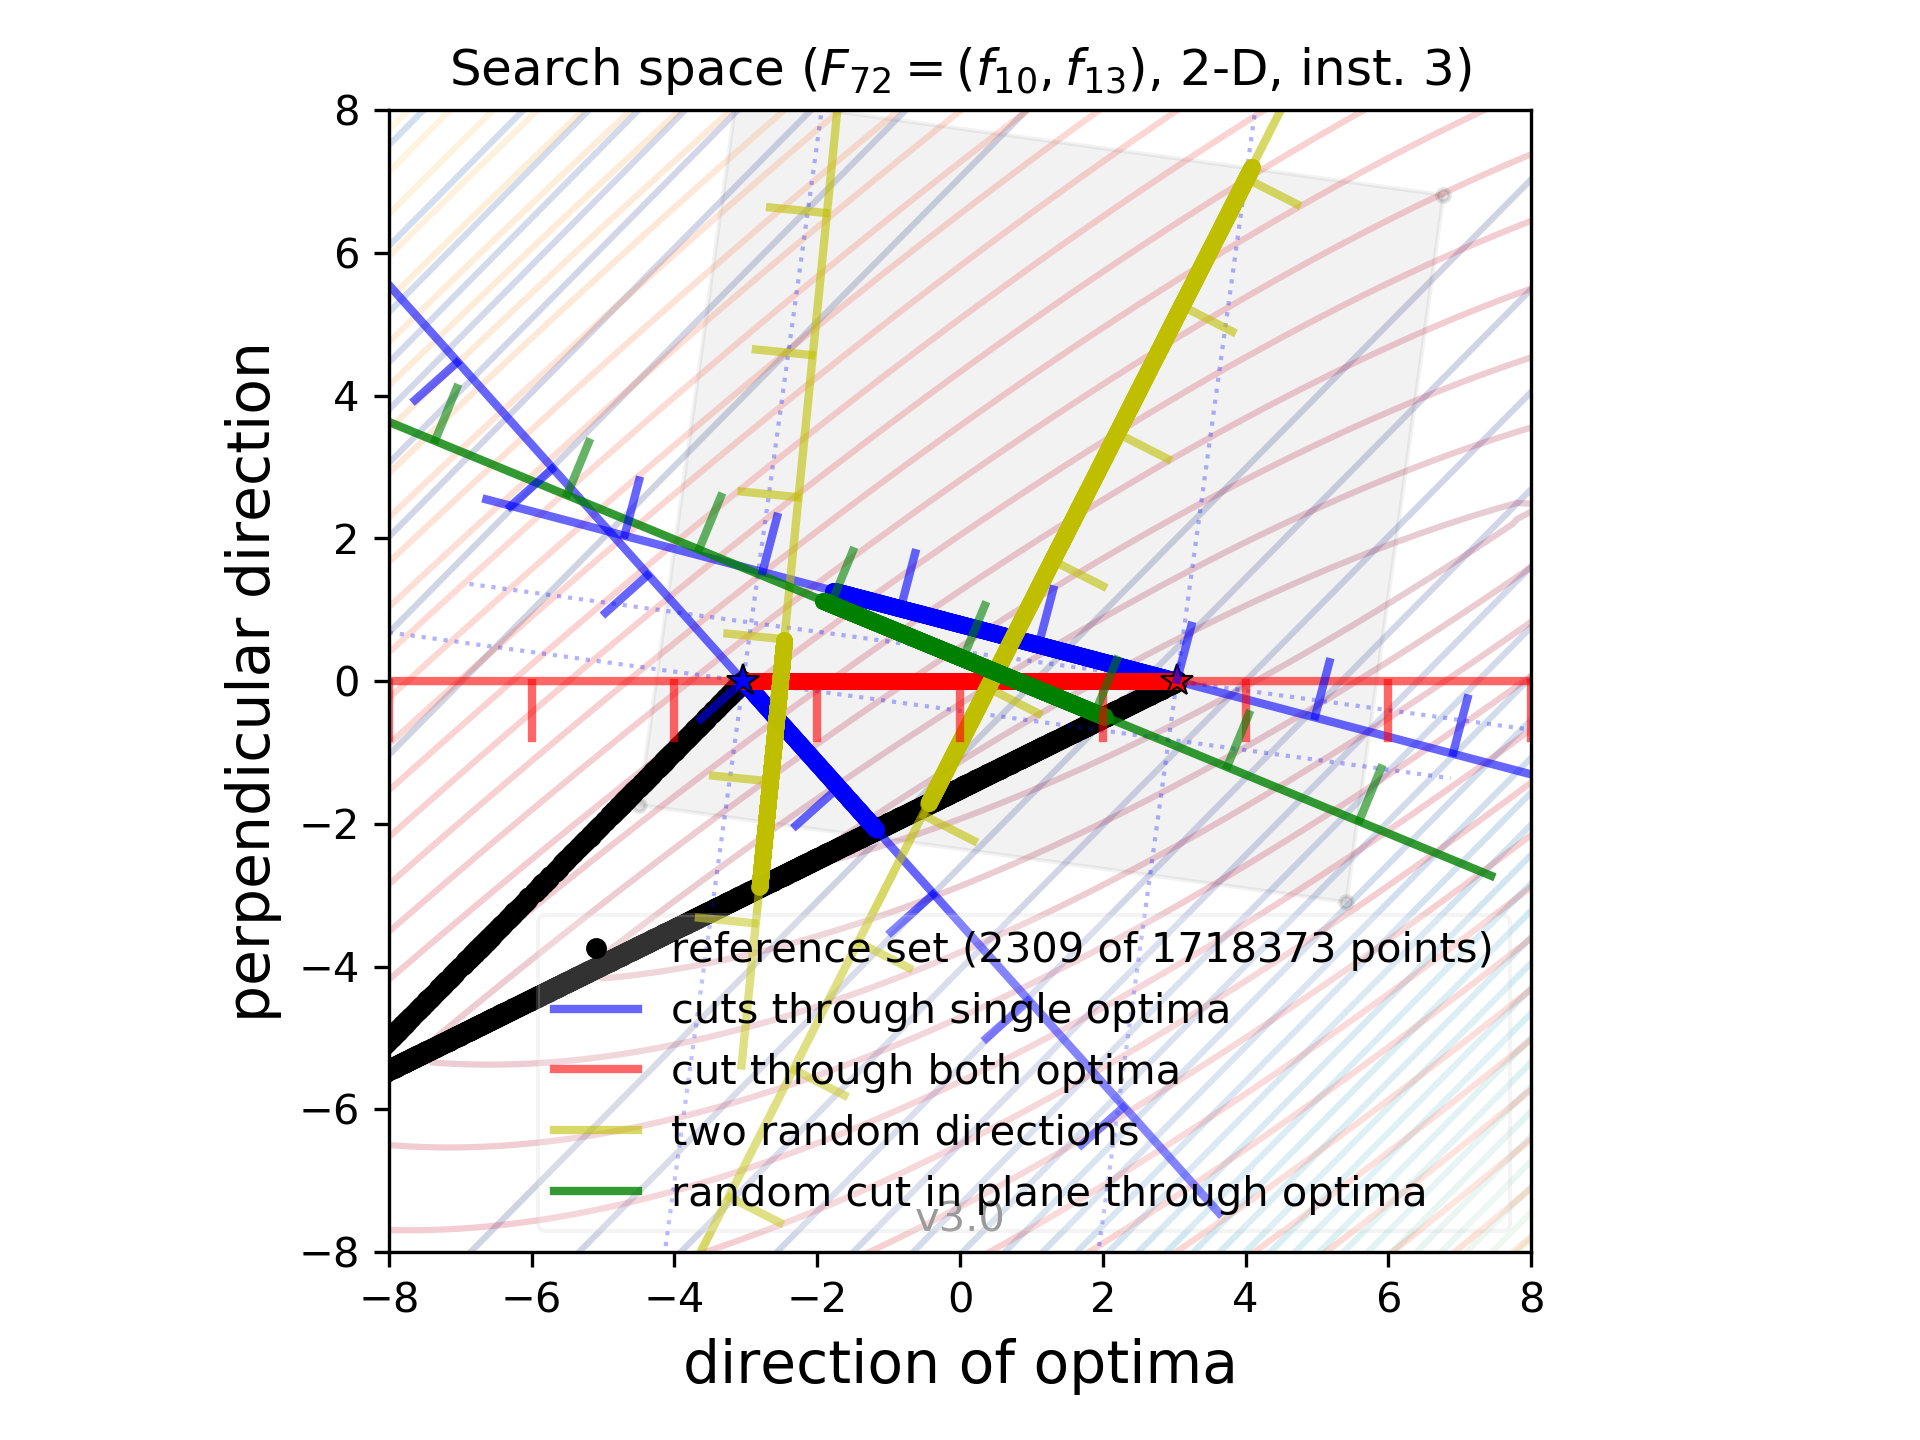 Search space (F72 = (f10, f13), 2-D, inst. 3)
8
6
4
2
0
−2
−4
−6
−8
perpendicular direction
reference set (2309 of 1718373 points)
cuts through single optima
cut through both optima
two random directions
random cut in plane through optima
v3.0
−8 −6 −4 −2 0 2 4 6 8
direction of optima